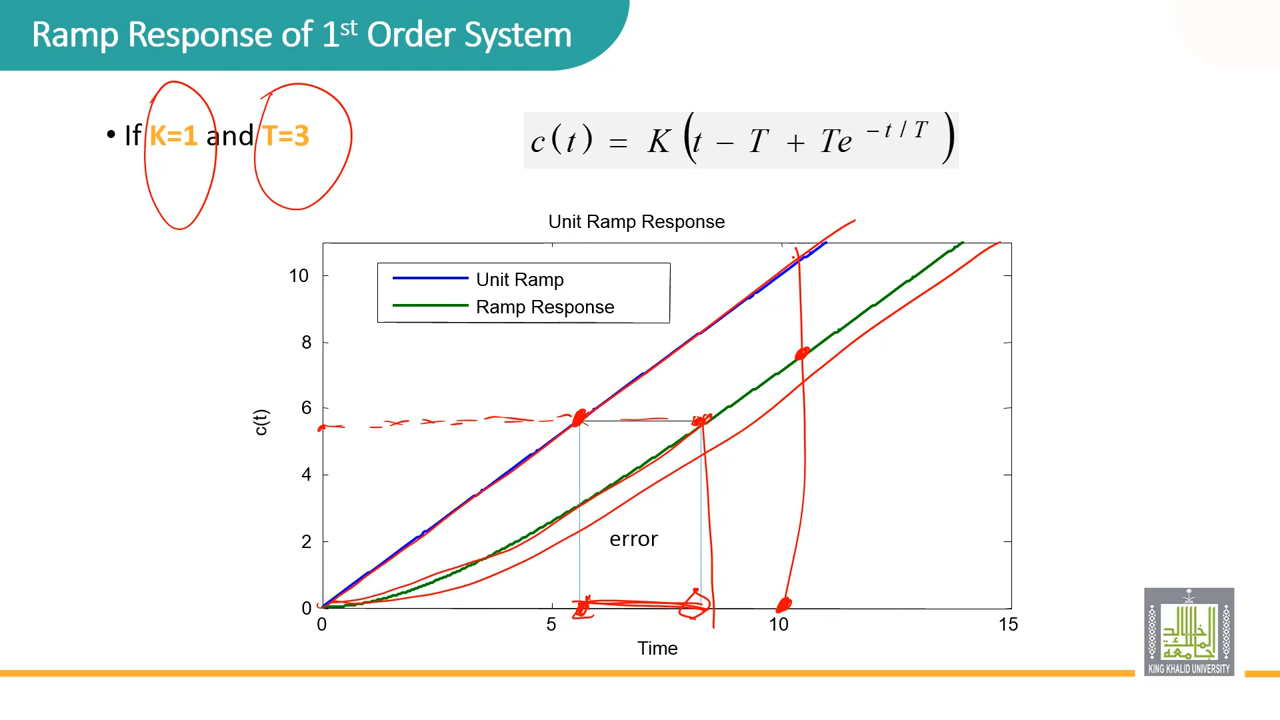 Ramp Response of 1st Order System
• If K=1 and T=3
c(t) = K(t − T + Te^{−t/T})
Unit Ramp Response
Unit Ramp
Ramp Response
10
8
6
4
2
0
c(t)
error
0 5 10 15
Time
KING KHALID UNIVERSITY